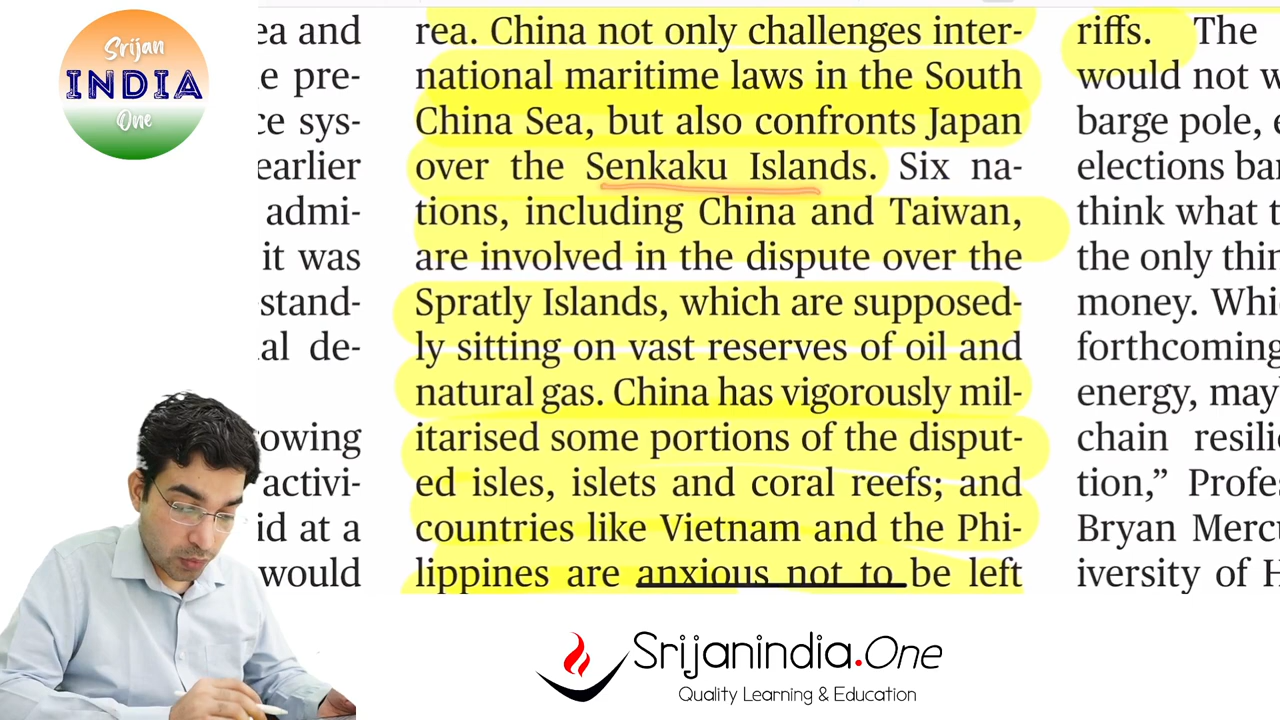 Srijan
INDIA
One
ea and
e pre-
ce sys-
earlier
admi-
it was
stand-
al de-
owing
activi-
id at a
would
rea. China not only challenges inter-
national maritime laws in the South
China Sea, but also confronts Japan
over the Senkaku Islands. Six na-
tions, including China and Taiwan,
are involved in the dispute over the
Spratly Islands, which are supposed-
ly sitting on vast reserves of oil and
natural gas. China has vigorously mil-
itarised some portions of the disput-
ed isles, islets and coral reefs; and
countries like Vietnam and the Phi-
lippines are anxious not to be left
riffs. The
would not w
barge pole, e
elections bar
think what t
the only thin
money. Whi
forthcoming
energy, may
chain resili
tion,” Profes
Bryan Mercu
iversity of H
Srijanindia.One
Quality Learning & Education